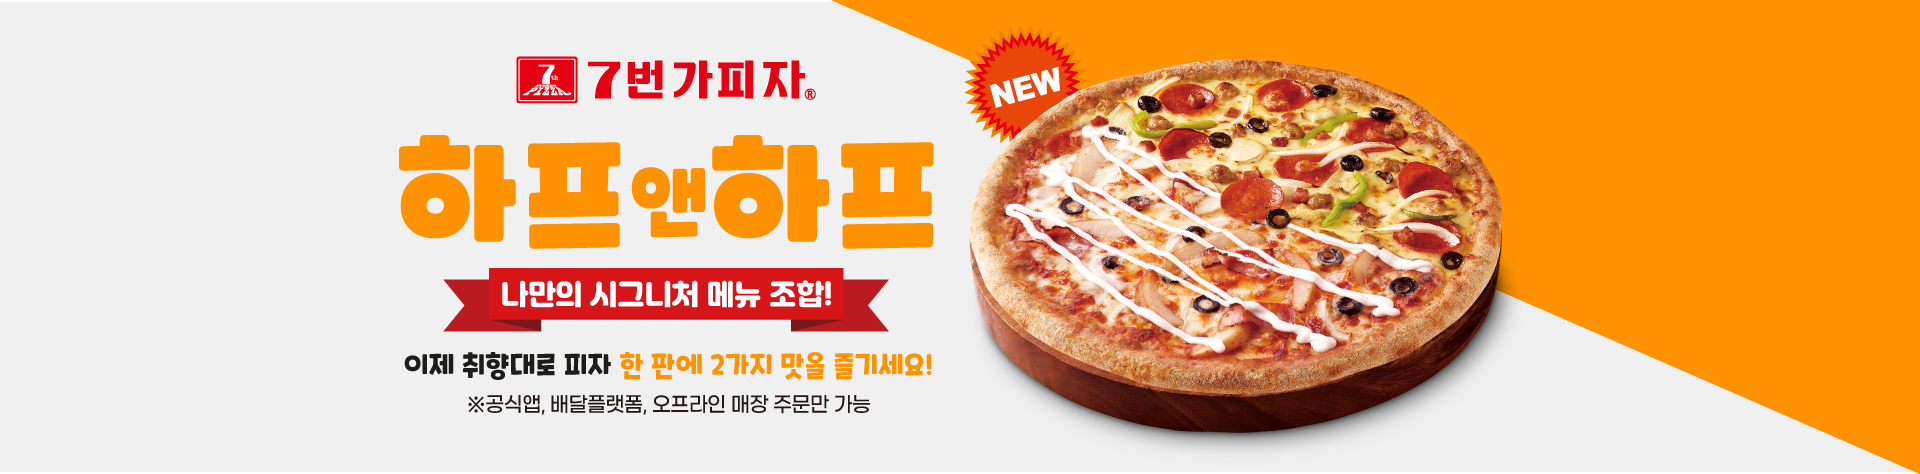 7th
PIZZA
7번가피자®
NEW
하프앤하프
나만의 시그니처 메뉴 조합!
이제 취향대로 피자 한 판에 2가지 맛을 즐기세요!
※공식앱, 배달플랫폼, 오프라인 매장 주문만 가능